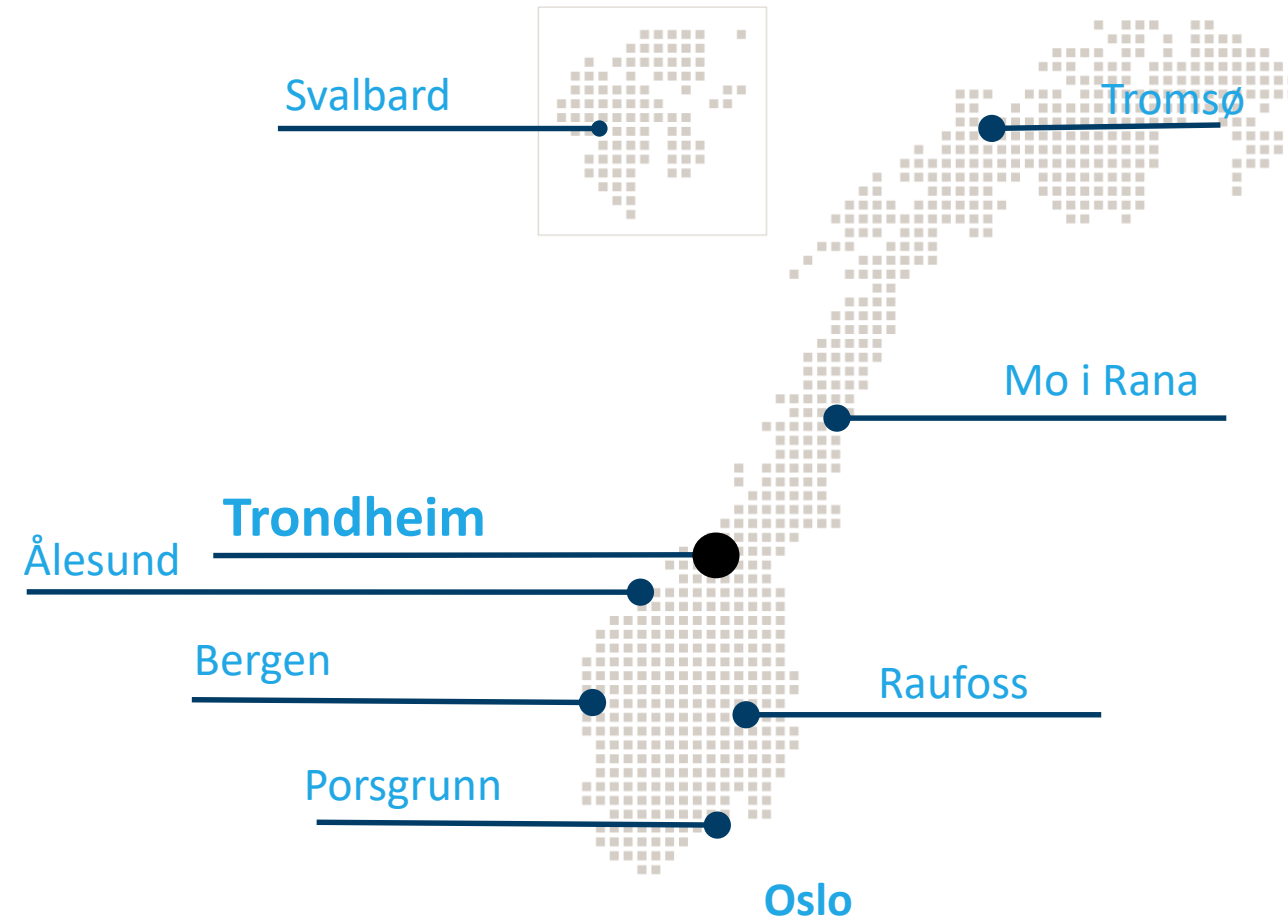 Svalbard
Tromsø
Mo i Rana
Trondheim
Ålesund
Bergen
Raufoss
Porsgrunn
Oslo